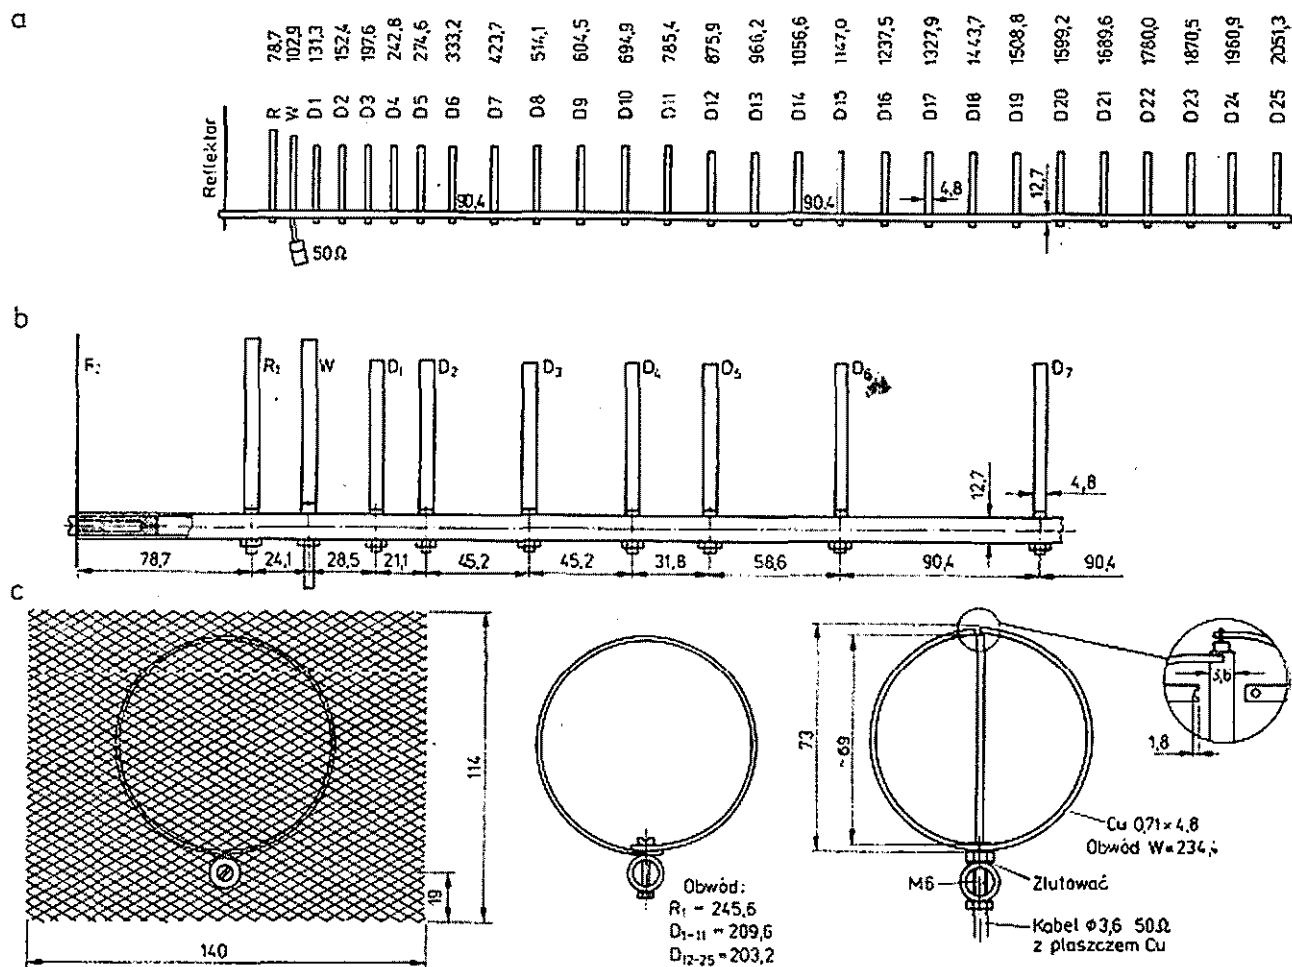 a
78,7 102,9 131,3 152,4 197,6 242,8 274,6 333,2 423,7 514,1 604,5 694,9 785,4 875,9 966,2 1056,6 1147,0 1237,5 1327,9 1443,7 1508,8 1599,2 1689,6 1780,0 1870,5 1960,9 2051,3
Reflektor R W D1 D2 D3 D4 D5 D6 D7 D8 D9 D10 D11 D12 D13 D14 D15 D16 D17 D18 D19 D20 D21 D22 D23 D24 D25
90,4 90,4 4,8 12,7
50Ω
b
R₁ W D₁ D₂ D₃ D₄ D₅ D₆ D₇
12,7 4,8
78,7 24,1 28,5 21,1 45,2 45,2 31,8 58,6 90,4 90,4
c
114
19
140
Obwód:
R₁ = 245,6
D₁₋₁₁ = 209,6
D₁₂₋₂₅ = 203,2
73
~69
3,6
1,8
Cu 0,71×4,8
Obwód W=234,
M6
Zlutować
Kabel ϕ3,6 50Ω
z plaszczem Cu